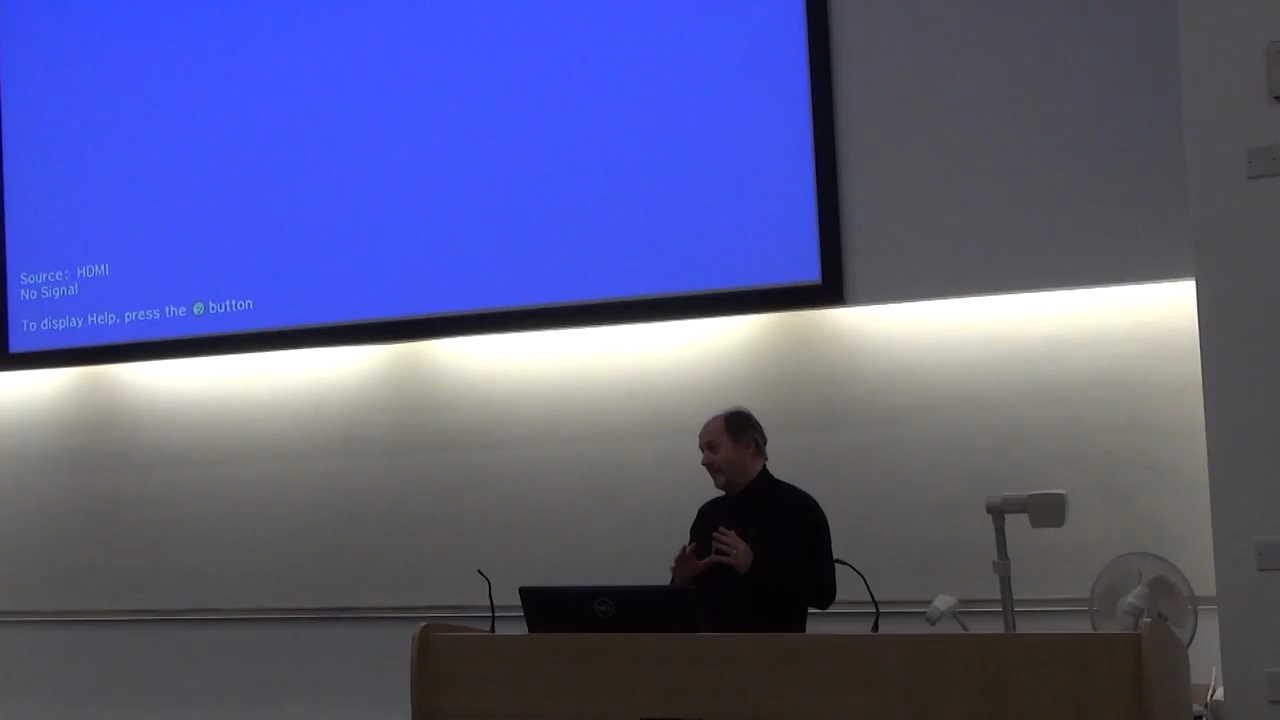 Source: HDMI
No Signal
To display Help, press the button
DELL